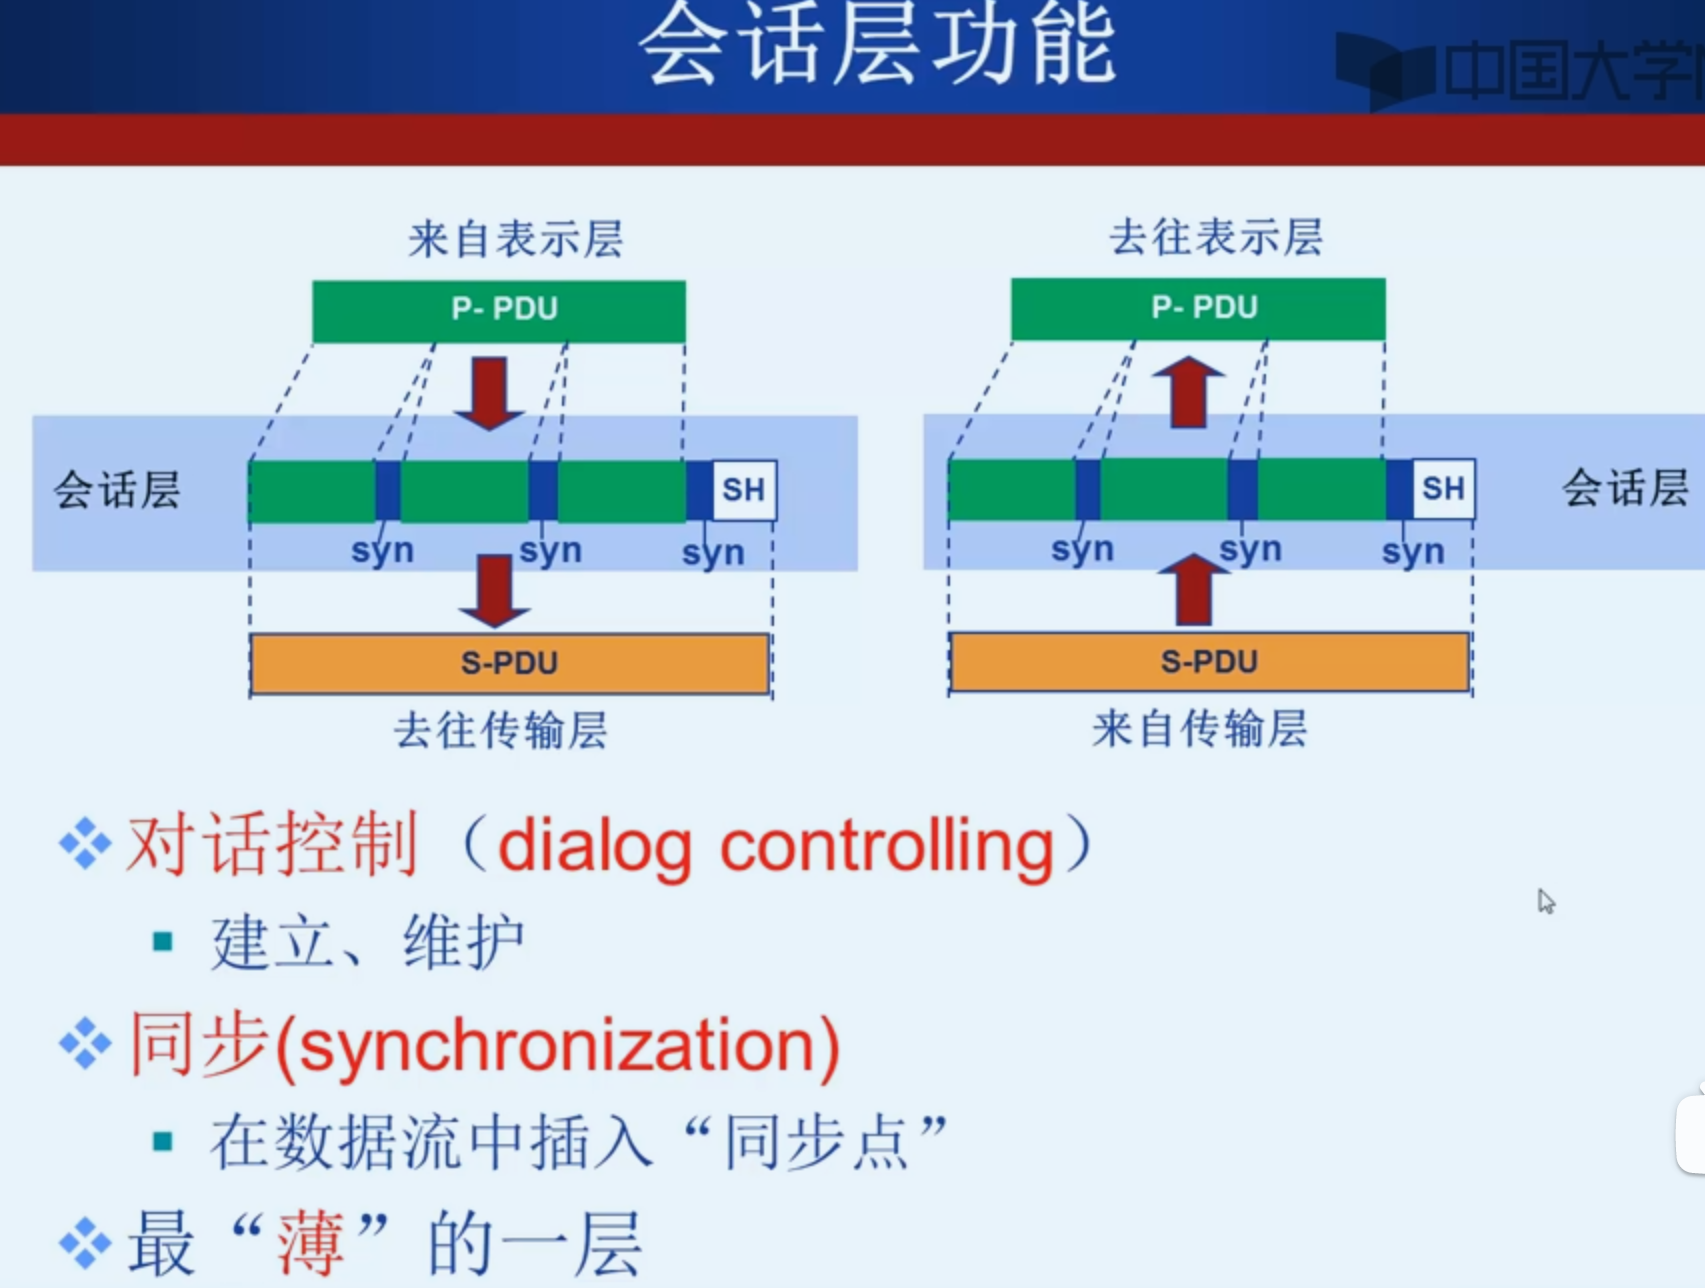 会话层功能
中国大学
来自表示层
去往表示层
P- PDU
P- PDU
会话层
SH
SH
会话层
syn
syn
syn
syn
syn
syn
S-PDU
S-PDU
去往传输层
来自传输层
对话控制（dialog controlling）
建立、维护
同步(synchronization)
在数据流中插入“同步点”
最“薄”的一层